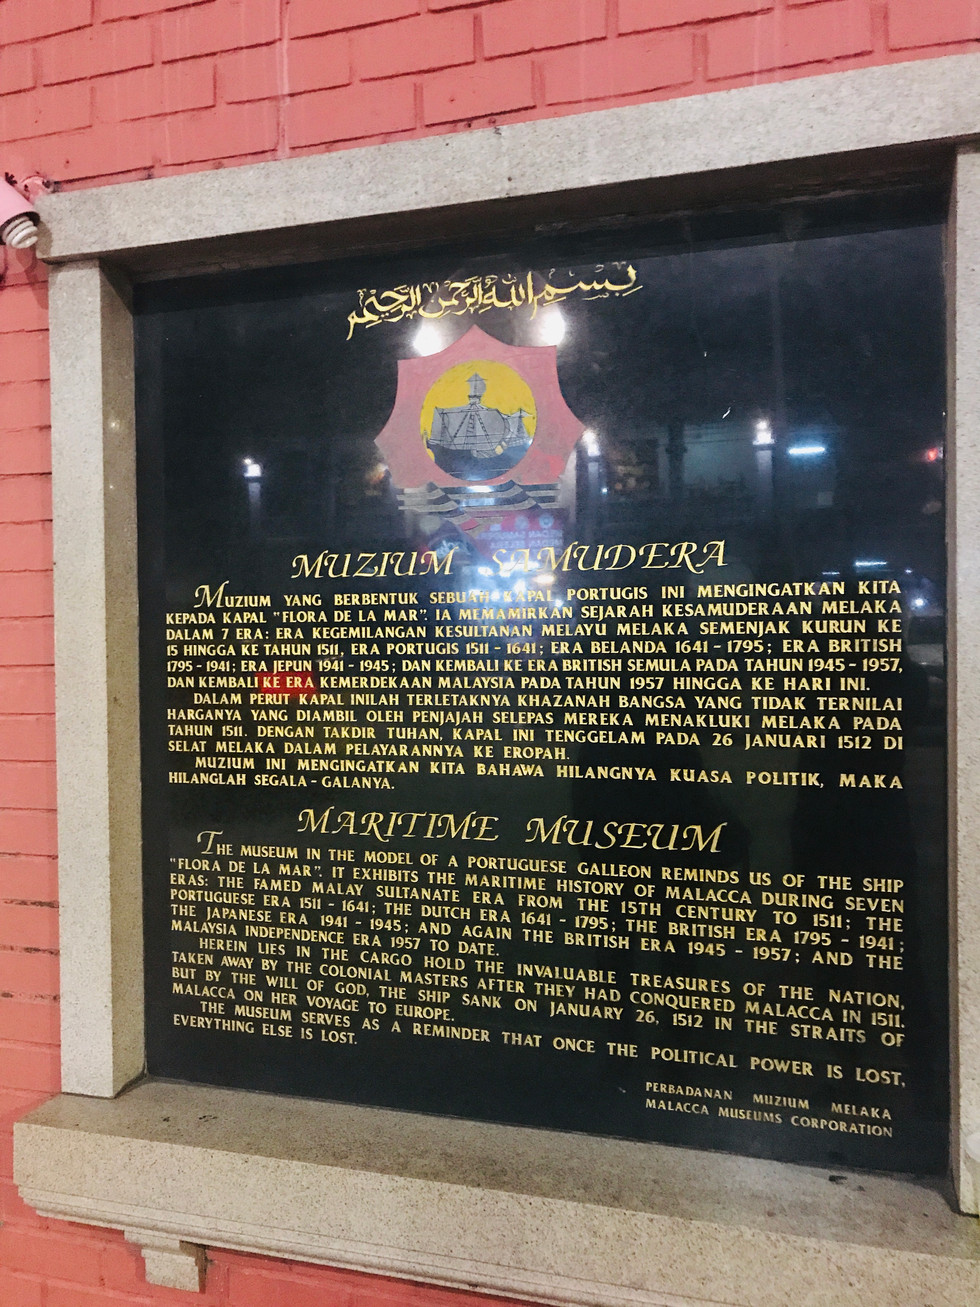 بسم الله الرحمن الرحيم
MUZIUM SAMUDERA
MUZIUM YANG BERBENTUK SEBUAH KAPAL PORTUGIS INI MENGINGATKAN KITA
KEPADA KAPAL "FLORA DE LA MAR". IA MEMAMIRKAN SEJARAH KESAMUDERAAN MELAKA
DALAM 7 ERA: ERA KEGEMILANGAN KESULTANAN MELAYU MELAKA SEMENJAK KURUN KE
15 HINGGA KE TAHUN 1511, ERA PORTUGIS 1511 - 1641; ERA BELANDA 1641 - 1795; ERA BRITISH
1795 - 1941; ERA JEPUN 1941 - 1945; DAN KEMBALI KE ERA BRITISH SEMULA PADA TAHUN 1945 - 1957,
DAN KEMBALI KE ERA KEMERDEKAAN MALAYSIA PADA TAHUN 1957 HINGGA KE HARI INI.
DALAM PERUT KAPAL INILAH TERLETAKNYA KHAZANAH BANGSA YANG TIDAK TERNILAI
HARGANYA YANG DIAMBIL OLEH PENJAJAH SELEPAS MEREKA MENAKLUKI MELAKA PADA
TAHUN 1511. DENGAN TAKDIR TUHAN, KAPAL INI TENGGELAM PADA 26 JANUARI 1512 DI
SELAT MELAKA DALAM PELAYARANNYA KE EROPAH.
MUZIUM INI MENGINGATKAN KITA BAHAWA HILANGNYA KUASA POLITIK, MAKA
HILANGLAH SEGALA - GALANYA.
MARITIME MUSEUM
THE MUSEUM IN THE MODEL OF A PORTUGUESE GALLEON REMINDS US OF THE SHIP
"FLORA DE LA MAR". IT EXHIBITS THE MARITIME HISTORY OF MALACCA DURING SEVEN
ERAS: THE FAMED MALAY SULTANATE ERA FROM THE 15TH CENTURY TO 1511; THE
PORTUGUESE ERA 1511 - 1641; THE DUTCH ERA 1641 - 1795; THE BRITISH ERA 1795 - 1941;
THE JAPANESE ERA 1941 - 1945; AND AGAIN THE BRITISH ERA 1945 - 1957; AND THE
MALAYSIA INDEPENDENCE ERA 1957 TO DATE.
HEREIN LIES IN THE CARGO HOLD THE INVALUABLE TREASURES OF THE NATION,
TAKEN AWAY BY THE COLONIAL MASTERS AFTER THEY HAD CONQUERED MALACCA IN 1511.
BUT BY THE WILL OF GOD, THE SHIP SANK ON JANUARY 26, 1512 IN THE STRAITS OF
MALACCA ON HER VOYAGE TO EUROPE.
THE MUSEUM SERVES AS A REMINDER THAT ONCE THE POLITICAL POWER IS LOST,
EVERYTHING ELSE IS LOST.
PERBADANAN MUZIUM MELAKA
MALACCA MUSEUMS CORPORATION